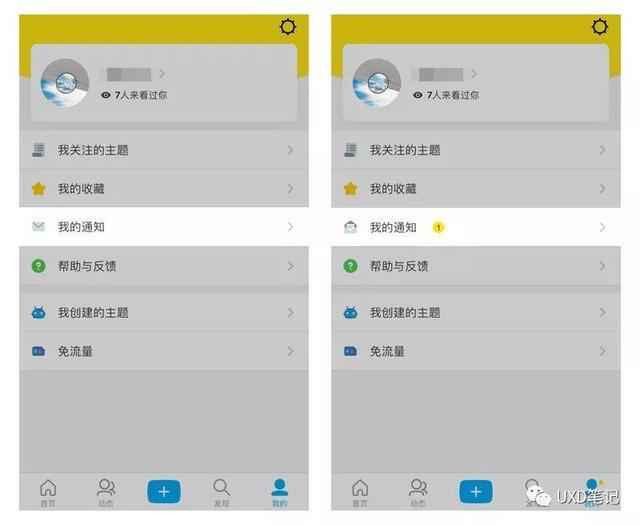 7人来看过你
我关注的主题
我的收藏
我的通知
帮助与反馈
我创建的主题
免流量
首页
动态
发现
我的
7人来看过你
我关注的主题
我的收藏
我的通知 1
帮助与反馈
我创建的主题
免流量
首页
动态
发现
我的
UXD笔记